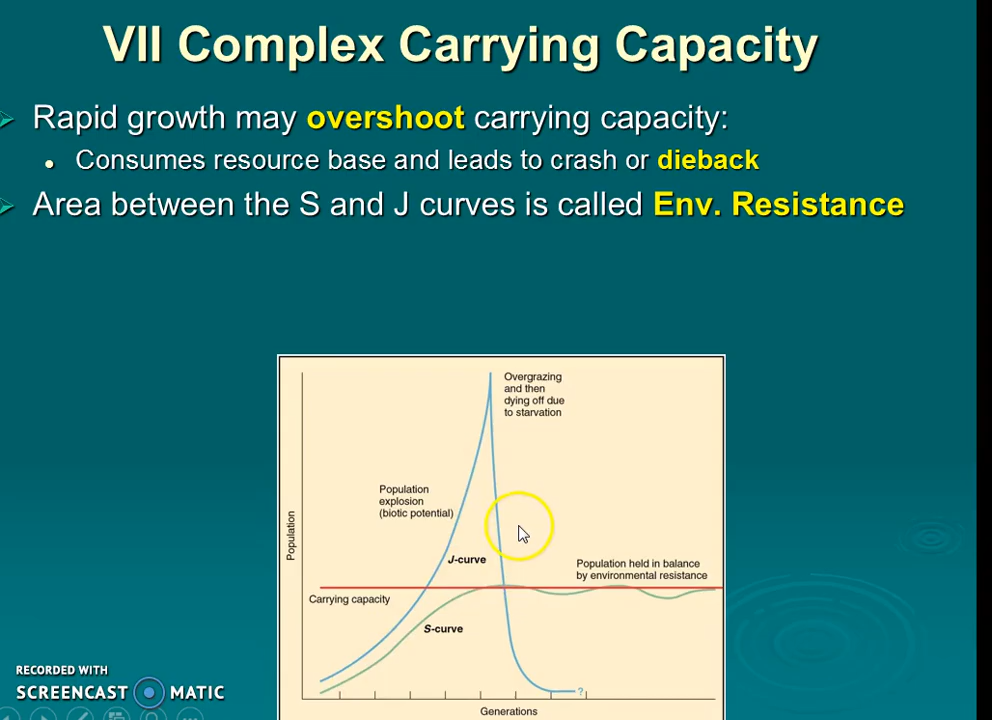 VII Complex Carrying Capacity
Rapid growth may overshoot carrying capacity:
Consumes resource base and leads to crash or dieback
Area between the S and J curves is called Env. Resistance
Overgrazing
and then
dying off due
to starvation
Population
explosion
(biotic potential)
Population
J-curve
Population held in balance
by environmental resistance
Carrying capacity
S-curve
?
Generations
RECORDED WITH
SCREENCAST MATIC